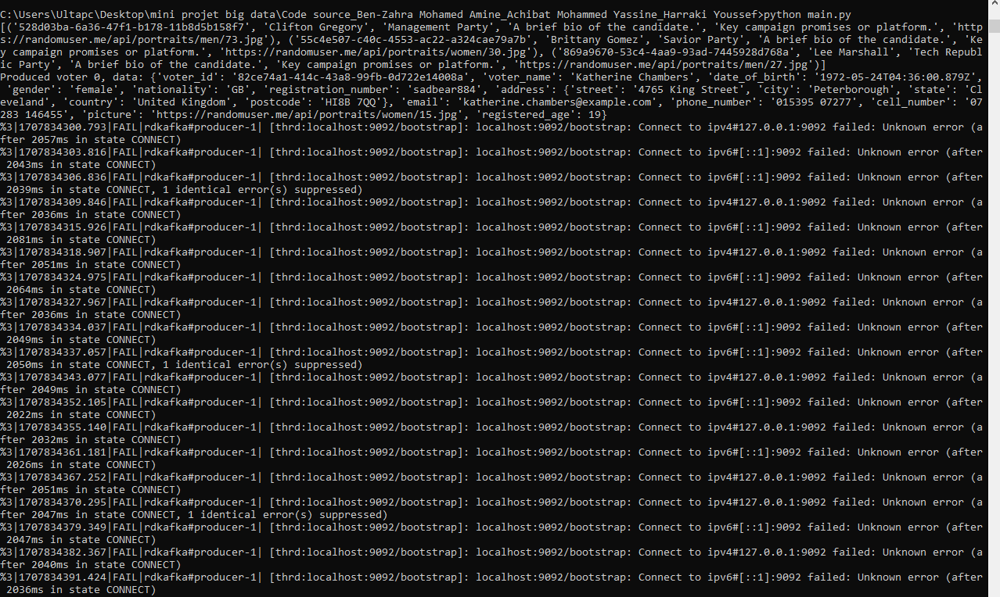 C:\Users\Ultapc\Desktop\mini projet big data\Code source_Ben-Zahra Mohamed Amine_Achibat Mohammed Yassine_Harraki Youssef>python main.py
[('528d03ba-6a36-47f1-b178-11b8d5b158f7', 'Clifton Gregory', 'Management Party', 'A brief bio of the candidate.', 'Key campaign promises or platform.', 'http
s://randomuser.me/api/portraits/men/73.jpg'), ('55c4e507-c40c-4553-ac22-a324cae79a7b', 'Brittany Gomez', 'Savior Party', 'A brief bio of the candidate.', 'Ke
y campaign promises or platform.', 'https://randomuser.me/api/portraits/women/30.jpg'), ('869a9670-53c4-4aa9-93ad-7445928d768a', 'Lee Marshall', 'Tech Republ
ic Party', 'A brief bio of the candidate.', 'Key campaign promises or platform.', 'https://randomuser.me/api/portraits/men/27.jpg')]
Produced voter 0, data: {'voter_id': '82ce74a1-414c-43a8-99fb-0d722e14008a', 'voter_name': 'Katherine Chambers', 'date_of_birth': '1972-05-24T04:36:00.879Z',
 'gender': 'female', 'nationality': 'GB', 'registration_number': 'sadbear884', 'address': {'street': '4765 King Street', 'city': 'Peterborough', 'state': 'Cl
eveland', 'country': 'United Kingdom', 'postcode': 'HI8B 7QQ'}, 'email': 'katherine.chambers@example.com', 'phone_number': '015395 07277', 'cell_number': '07
283 146455', 'picture': 'https://randomuser.me/api/portraits/women/15.jpg', 'registered_age': 19}
%3|1707834300.793|FAIL|rdkafka#producer-1| [thrd:localhost:9092/bootstrap]: localhost:9092/bootstrap: Connect to ipv4#127.0.0.1:9092 failed: Unknown error (a
fter 2057ms in state CONNECT)
%3|1707834303.816|FAIL|rdkafka#producer-1| [thrd:localhost:9092/bootstrap]: localhost:9092/bootstrap: Connect to ipv6#[::1]:9092 failed: Unknown error (after
 2043ms in state CONNECT)
%3|1707834306.836|FAIL|rdkafka#producer-1| [thrd:localhost:9092/bootstrap]: localhost:9092/bootstrap: Connect to ipv6#[::1]:9092 failed: Unknown error (after
 2039ms in state CONNECT, 1 identical error(s) suppressed)
%3|1707834309.846|FAIL|rdkafka#producer-1| [thrd:localhost:9092/bootstrap]: localhost:9092/bootstrap: Connect to ipv4#127.0.0.1:9092 failed: Unknown error (a
fter 2036ms in state CONNECT)
%3|1707834315.926|FAIL|rdkafka#producer-1| [thrd:localhost:9092/bootstrap]: localhost:9092/bootstrap: Connect to ipv6#[::1]:9092 failed: Unknown error (after
 2081ms in state CONNECT)
%3|1707834318.907|FAIL|rdkafka#producer-1| [thrd:localhost:9092/bootstrap]: localhost:9092/bootstrap: Connect to ipv4#127.0.0.1:9092 failed: Unknown error (a
fter 2051ms in state CONNECT)
%3|1707834324.975|FAIL|rdkafka#producer-1| [thrd:localhost:9092/bootstrap]: localhost:9092/bootstrap: Connect to ipv6#[::1]:9092 failed: Unknown error (after
 2064ms in state CONNECT)
%3|1707834327.967|FAIL|rdkafka#producer-1| [thrd:localhost:9092/bootstrap]: localhost:9092/bootstrap: Connect to ipv4#127.0.0.1:9092 failed: Unknown error (a
fter 2036ms in state CONNECT)
%3|1707834334.037|FAIL|rdkafka#producer-1| [thrd:localhost:9092/bootstrap]: localhost:9092/bootstrap: Connect to ipv6#[::1]:9092 failed: Unknown error (after
 2049ms in state CONNECT)
%3|1707834337.057|FAIL|rdkafka#producer-1| [thrd:localhost:9092/bootstrap]: localhost:9092/bootstrap: Connect to ipv6#[::1]:9092 failed: Unknown error (after
 2050ms in state CONNECT, 1 identical error(s) suppressed)
%3|1707834343.077|FAIL|rdkafka#producer-1| [thrd:localhost:9092/bootstrap]: localhost:9092/bootstrap: Connect to ipv4#127.0.0.1:9092 failed: Unknown error (a
fter 2049ms in state CONNECT)
%3|1707834352.105|FAIL|rdkafka#producer-1| [thrd:localhost:9092/bootstrap]: localhost:9092/bootstrap: Connect to ipv6#[::1]:9092 failed: Unknown error (after
 2022ms in state CONNECT)
%3|1707834355.140|FAIL|rdkafka#producer-1| [thrd:localhost:9092/bootstrap]: localhost:9092/bootstrap: Connect to ipv4#127.0.0.1:9092 failed: Unknown error (a
fter 2032ms in state CONNECT)
%3|1707834361.181|FAIL|rdkafka#producer-1| [thrd:localhost:9092/bootstrap]: localhost:9092/bootstrap: Connect to ipv6#[::1]:9092 failed: Unknown error (after
 2026ms in state CONNECT)
%3|1707834367.252|FAIL|rdkafka#producer-1| [thrd:localhost:9092/bootstrap]: localhost:9092/bootstrap: Connect to ipv4#127.0.0.1:9092 failed: Unknown error (a
fter 2051ms in state CONNECT)
%3|1707834370.295|FAIL|rdkafka#producer-1| [thrd:localhost:9092/bootstrap]: localhost:9092/bootstrap: Connect to ipv4#127.0.0.1:9092 failed: Unknown error (a
fter 2047ms in state CONNECT, 1 identical error(s) suppressed)
%3|1707834379.349|FAIL|rdkafka#producer-1| [thrd:localhost:9092/bootstrap]: localhost:9092/bootstrap: Connect to ipv6#[::1]:9092 failed: Unknown error (after
 2047ms in state CONNECT)
%3|1707834382.367|FAIL|rdkafka#producer-1| [thrd:localhost:9092/bootstrap]: localhost:9092/bootstrap: Connect to ipv4#127.0.0.1:9092 failed: Unknown error (a
fter 2040ms in state CONNECT)
%3|1707834391.424|FAIL|rdkafka#producer-1| [thrd:localhost:9092/bootstrap]: localhost:9092/bootstrap: Connect to ipv6#[::1]:9092 failed: Unknown error (after
 2036ms in state CONNECT)